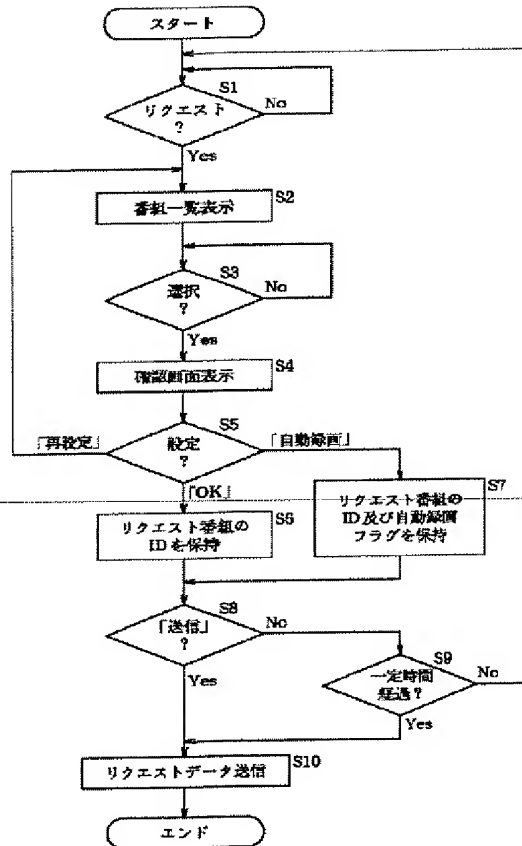 スタート
S1
リクエスト
?
No
Yes
S2
番組一覧表示
S3
選択
?
No
Yes
S4
確認画面表示
S5
「再設定」
設定
?
「自動録画」
「OK」
S6
リクエスト番組の
IDを保持
S7
リクエスト番組の
ID及び自動録画
フラグを保持
S8
「送信」
?
No
Yes
S9
一定時間
経過?
No
Yes
S10
リクエストデータ送信
エンド